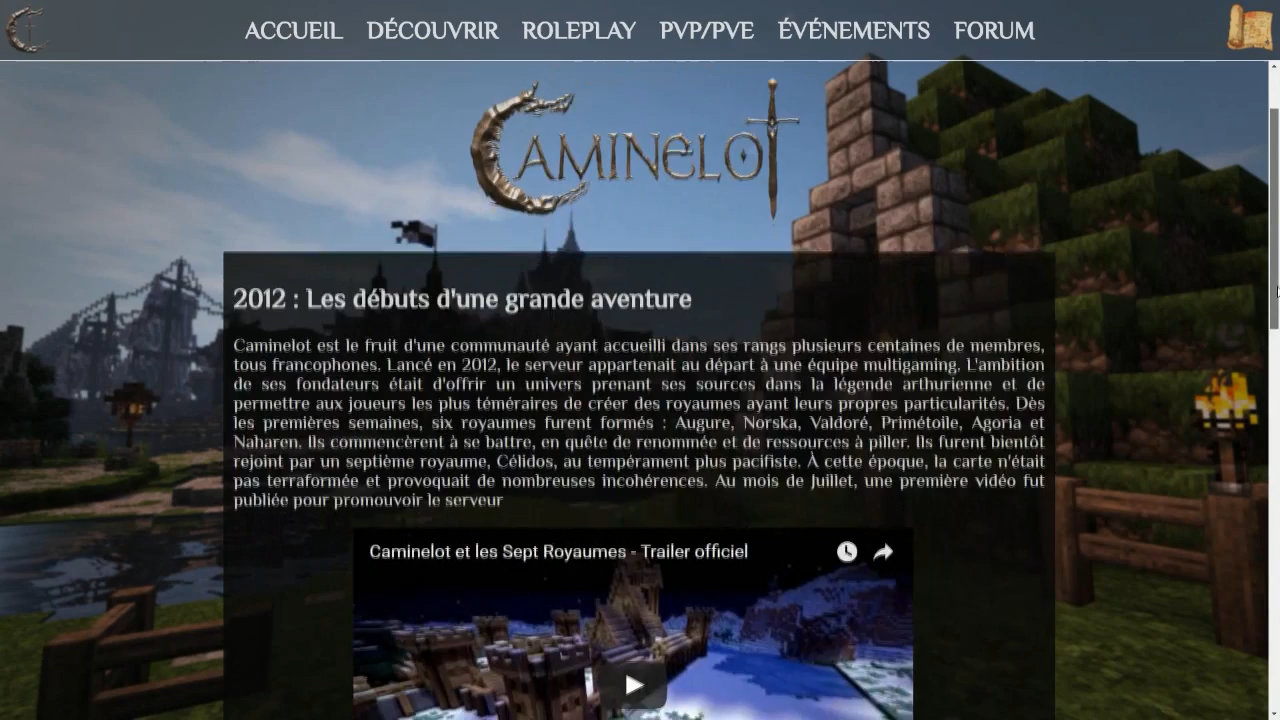 ACCUEIL DÉCOUVRIR ROLEPLAY PVP/PVE ÉVÉNEMENTS FORUM
CAMINELOT
2012 : Les débuts d'une grande aventure
Caminelot est le fruit d'une communauté ayant accueilli dans ses rangs plusieurs centaines de membres,
tous francophones. Lancé en 2012, le serveur appartenait au départ à une équipe multigaming. L'ambition
de ses fondateurs était d'offrir un univers prenant ses sources dans la légende arthurienne et de
permettre aux joueurs les plus téméraires de créer des royaumes ayant leurs propres particularités. Dès
les premières semaines, six royaumes furent formés : Augure, Norska, Valdoré, Primétoile, Agoria et
Naharen. Ils commencèrent à se battre, en quête de renommée et de ressources à piller. Ils furent bientôt
rejoint par un septième royaume, Célidos, au tempérament plus pacifiste. À cette époque, la carte n'était
pas terraformée et provoquait de nombreuses incohérences. Au mois de Juillet, une première vidéo fut
publiée pour promouvoir le serveur
Caminelot et les Sept Royaumes - Trailer officiel